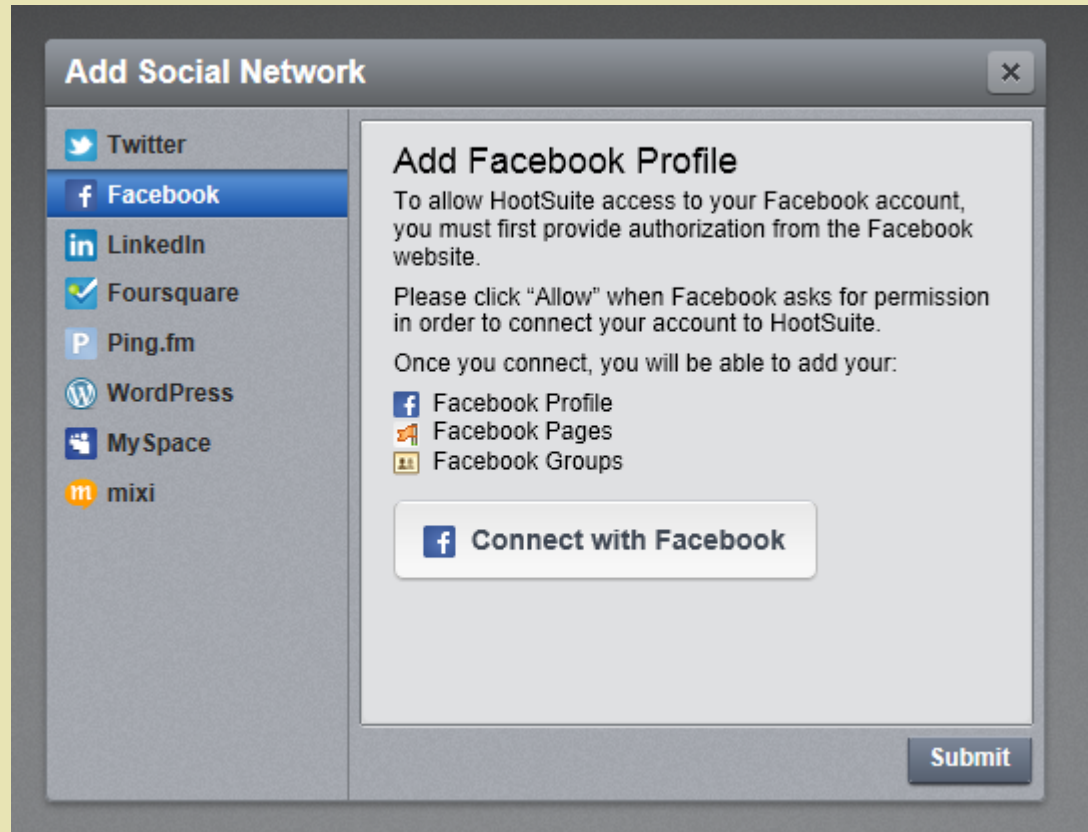 Add Social Network
Twitter
Facebook
LinkedIn
Foursquare
Ping.fm
WordPress
MySpace
mixi
Add Facebook Profile
To allow HootSuite access to your Facebook account,
you must first provide authorization from the Facebook
website.
Please click “Allow” when Facebook asks for permission
in order to connect your account to HootSuite.
Once you connect, you will be able to add your:
Facebook Profile
Facebook Pages
Facebook Groups
Connect with Facebook
Submit